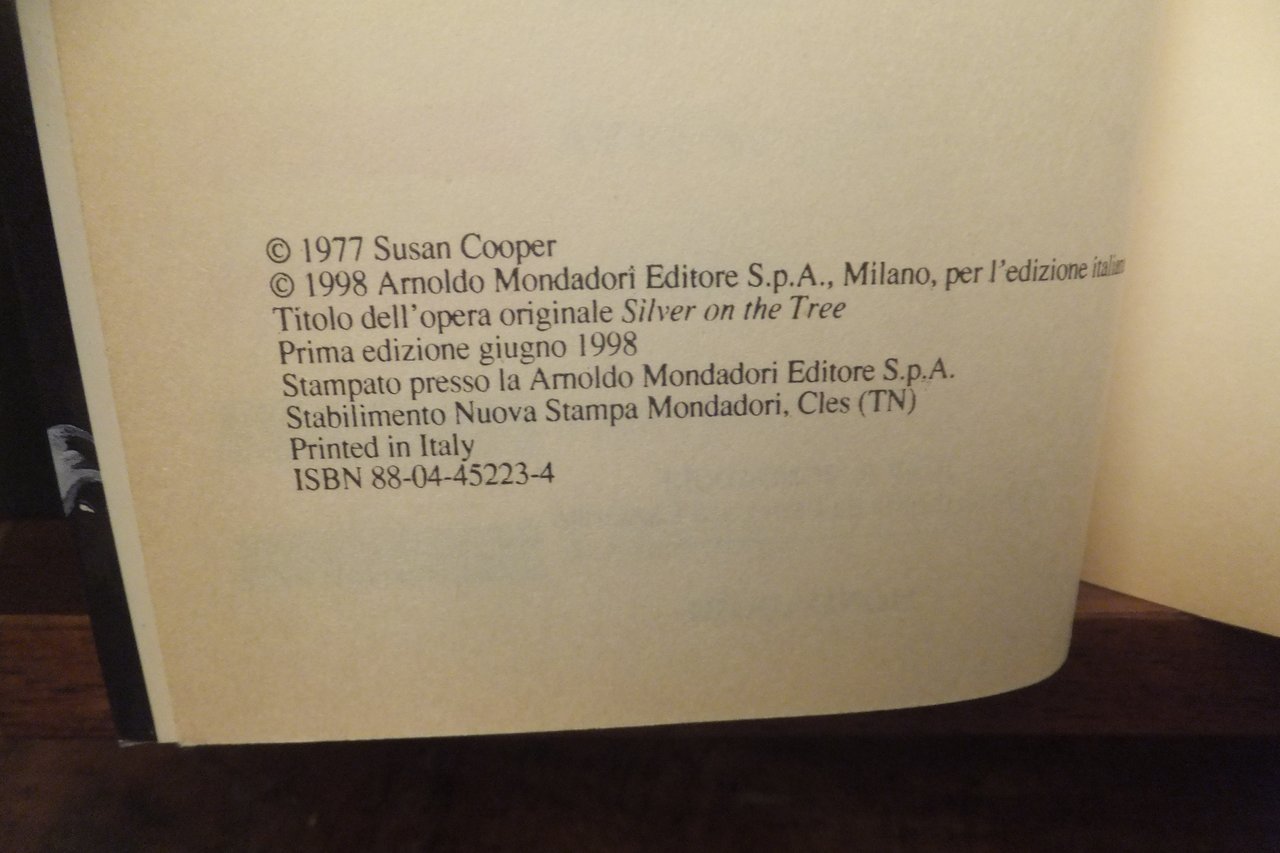 © 1977 Susan Cooper
© 1998 Arnoldo Mondadori Editore S.p.A., Milano, per l'edizione italiana
Titolo dell'opera originale Silver on the Tree
Prima edizione giugno 1998
Stampato presso la Arnoldo Mondadori Editore S.p.A.
Stabilimento Nuova Stampa Mondadori, Cles (TN)
Printed in Italy
ISBN 88-04-45223-4